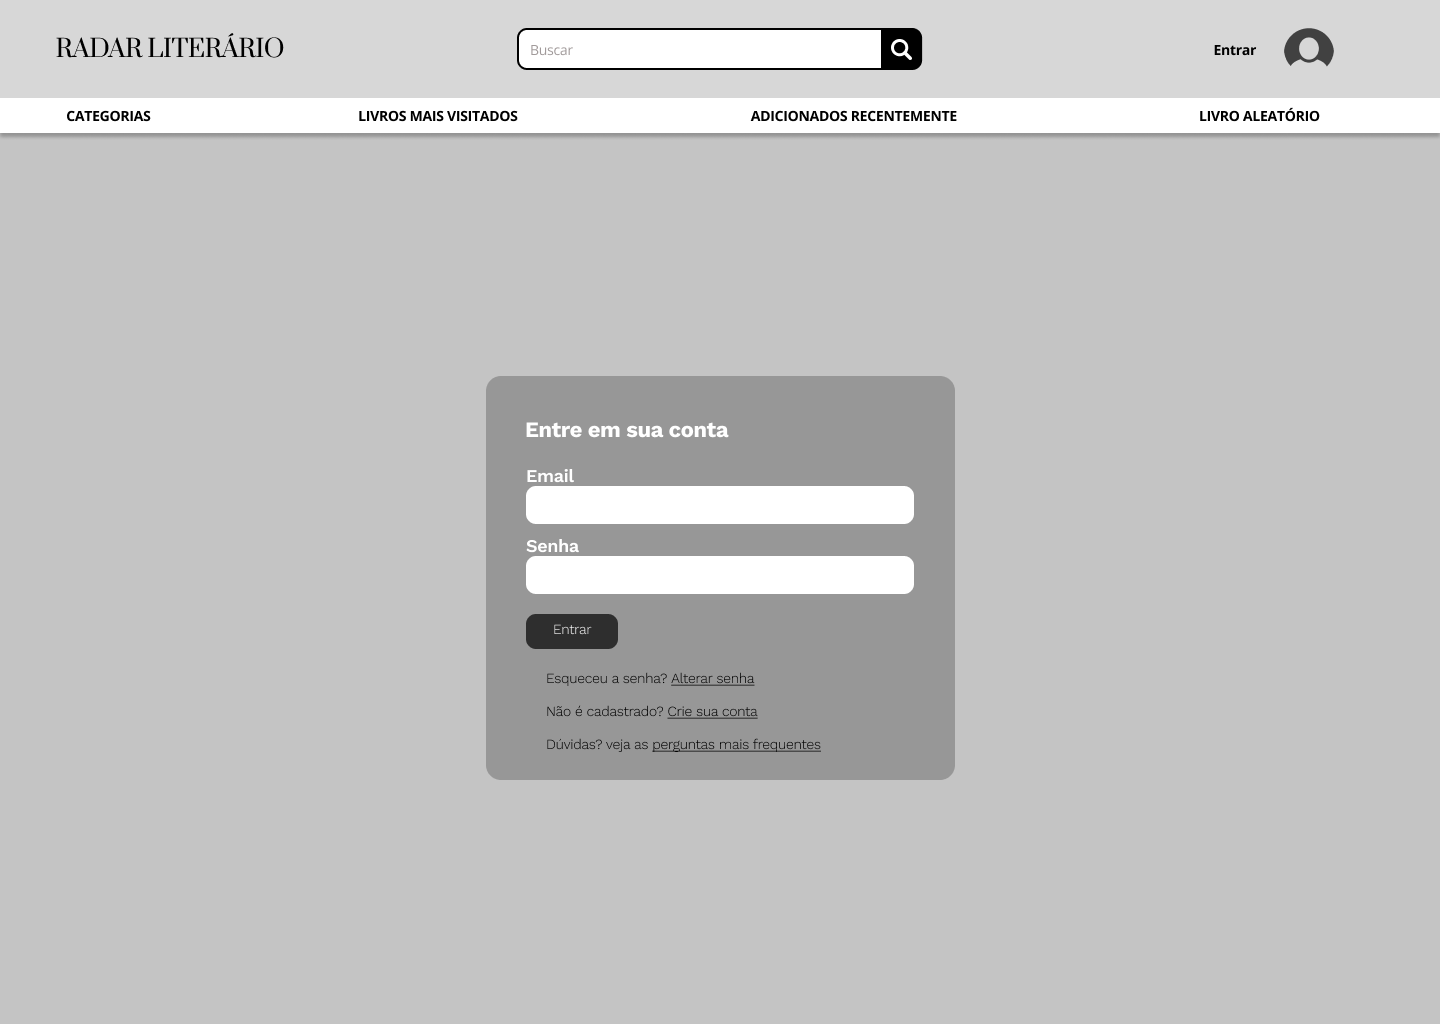 RADAR LITERÁRIO
Buscar
Entrar
CATEGORIAS
LIVROS MAIS VISITADOS
ADICIONADOS RECENTEMENTE
LIVRO ALEATÓRIO
Entre em sua conta
Email
Senha
Entrar
Esqueceu a senha? Alterar senha
Não é cadastrado? Crie sua conta
Dúvidas? veja as perguntas mais frequentes